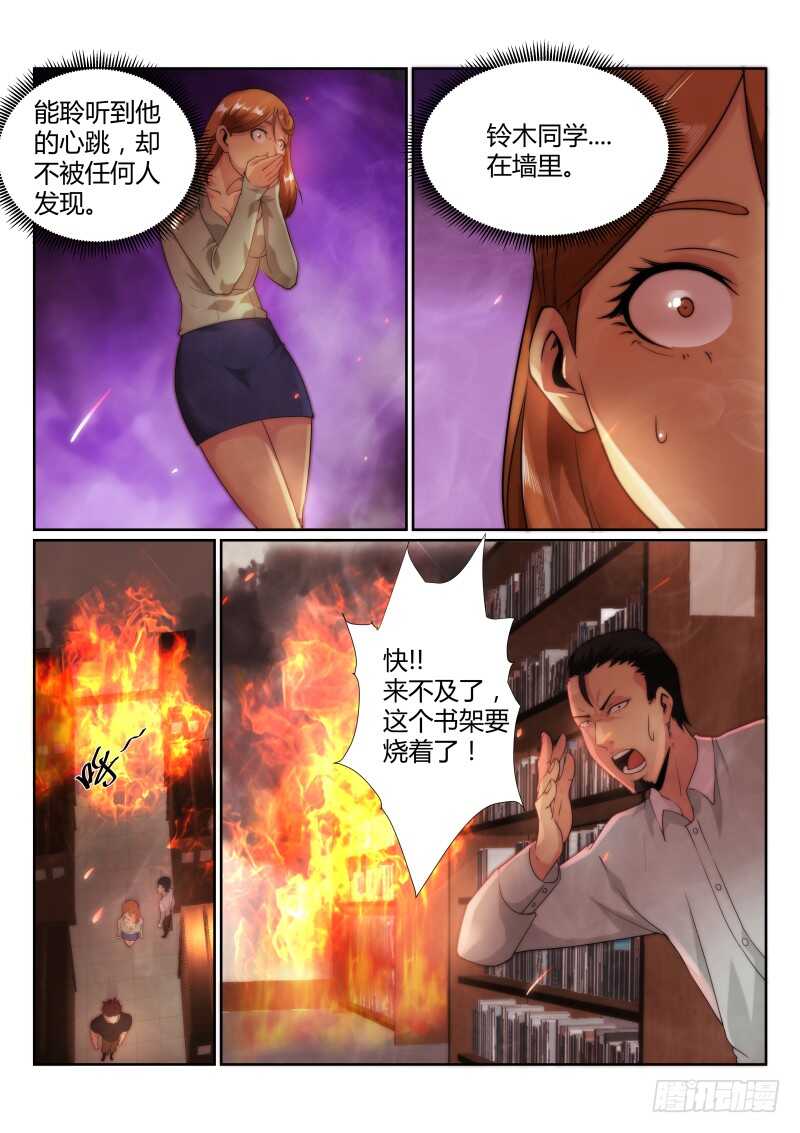 能聆听到他
的心跳，却
不被任何人
发现。
铃木同学....
在墙里。
呼~
快!!
来不及了，
这个书架要
烧着了！
腾讯动漫